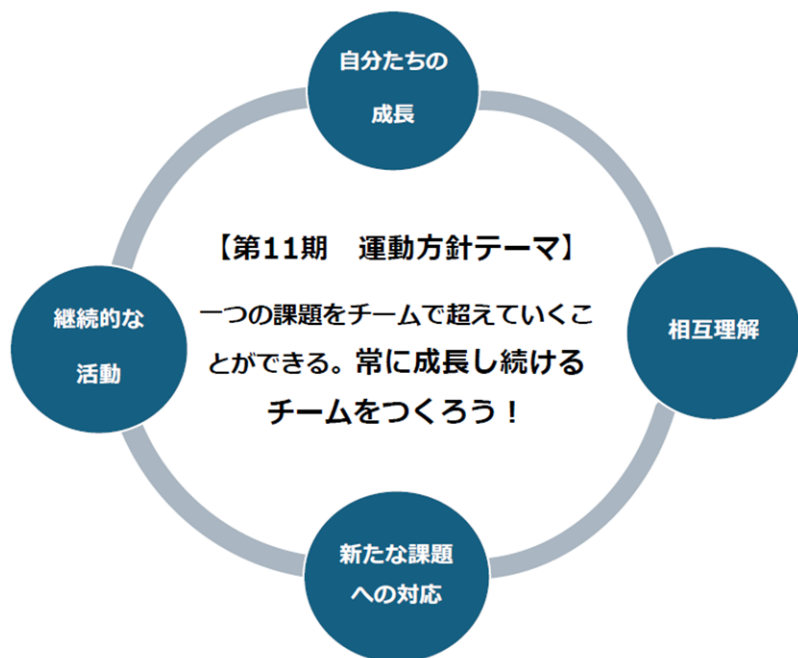 自分たちの
成長
【第11期　運動方針テーマ】
一つの課題をチームで超えていくこ
とができる。常に成長し続ける
チームをつくろう！
継続的な
活動
相互理解
新たな課題
への対応